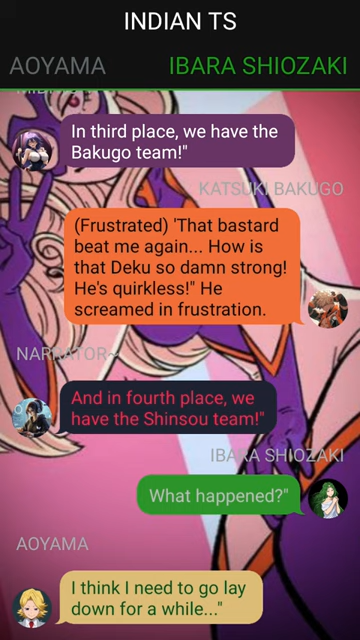 INDIAN TS
AOYAMA
IBARA SHIOZAKI
In third place, we have the
Bakugo team!"
KATSUKI BAKUGO
(Frustrated) 'That bastard
beat me again... How is
that Deku so damn strong!
He's quirkless!" He
screamed in frustration.
NARRATOR~
And in fourth place, we
have the Shinsou team!"
IBARA SHIOZAKI
What happened?"
AOYAMA
I think I need to go lay
down for a while..."